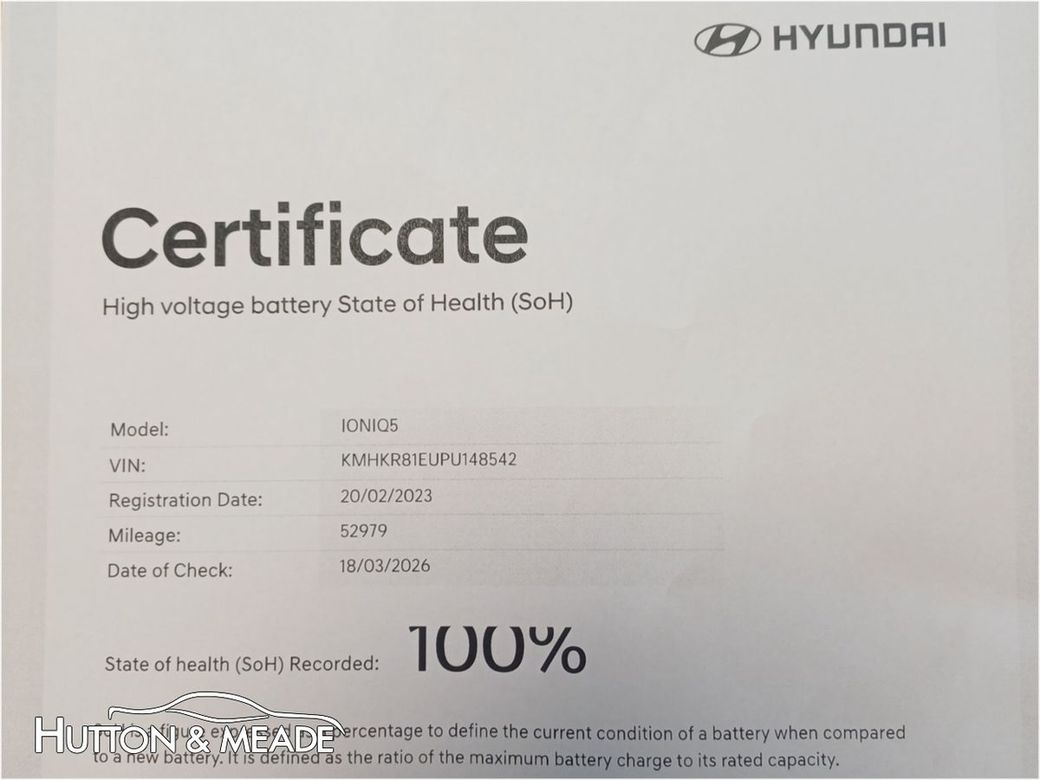 HYUNDAI
Certificate
High voltage battery State of Health (SoH)
Model: IONIQ5
VIN: KMHKR81EUPU148542
Registration Date: 20/02/2023
Mileage: 52979
Date of Check: 18/03/2026
State of health (SoH) Recorded: 100%
percentage to define the current condition of a battery when compared
to a new battery. It is defined as the ratio of the maximum battery charge to its rated capacity.
HUTTON & MEADE